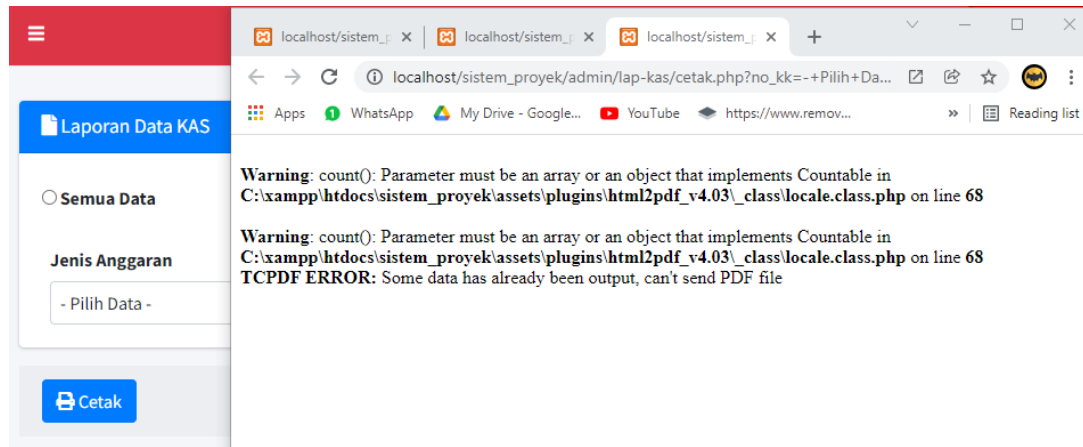 localhost/sistem_p
localhost/sistem_p
localhost/sistem_p
localhost/sistem_proyek/admin/lap-kas/cetak.php?no_kk=-+Pilih+Da...
Apps
WhatsApp
My Drive - Google...
YouTube
https://www.remov...
»
Reading list
Laporan Data KAS
Semua Data
Jenis Anggaran
- Pilih Data -
Cetak
Warning: count(): Parameter must be an array or an object that implements Countable in
C:\xampp\htdocs\sistem_proyek\assets\plugins\html2pdf_v4.03\_class\locale.class.php on line 68
Warning: count(): Parameter must be an array or an object that implements Countable in
C:\xampp\htdocs\sistem_proyek\assets\plugins\html2pdf_v4.03\_class\locale.class.php on line 68
TCPDF ERROR: Some data has already been output, can't send PDF file